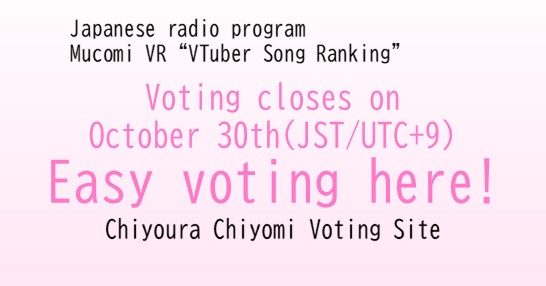 Japanese radio program
Mucomi VR “VTuber Song Ranking”
Voting closes on
October 30th(JST/UTC+9)
Easy voting here!
Chiyoura Chiyomi Voting Site